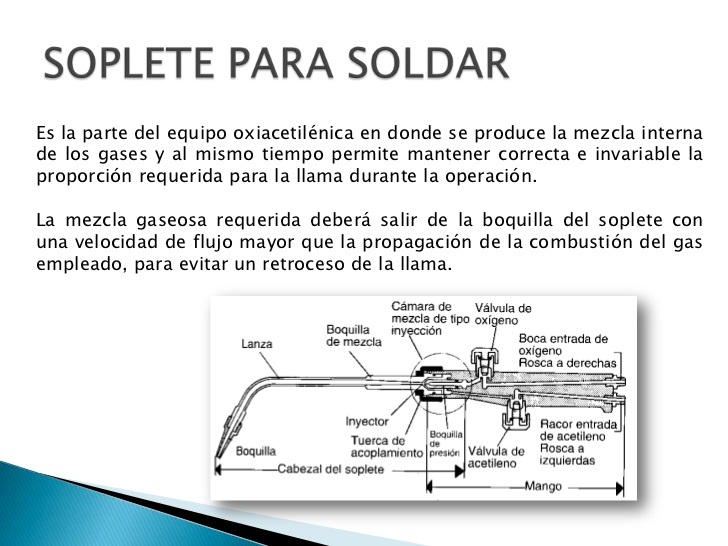 SOPLETE PARA SOLDAR
Es la parte del equipo oxiacetilénica en donde se produce la mezcla interna
de los gases y al mismo tiempo permite mantener correcta e invariable la
proporción requerida para la llama durante la operación.
La mezcla gaseosa requerida deberá salir de la boquilla del soplete con
una velocidad de flujo mayor que la propagación de la combustión del gas
empleado, para evitar un retroceso de la llama.
Cámara de
mezcla de tipo
inyección
Válvula de
oxígeno
Boquilla
de mezcla
Lanza
Boca entrada de
oxígeno
Rosca a derechas
Inyector
Tuerca de
acoplamiento
Boquilla
de
presión
Válvula de
acetileno
Racor entrada
de acetileno
Rosca a
izquierdas
Boquilla
Cabezal del soplete
Mango